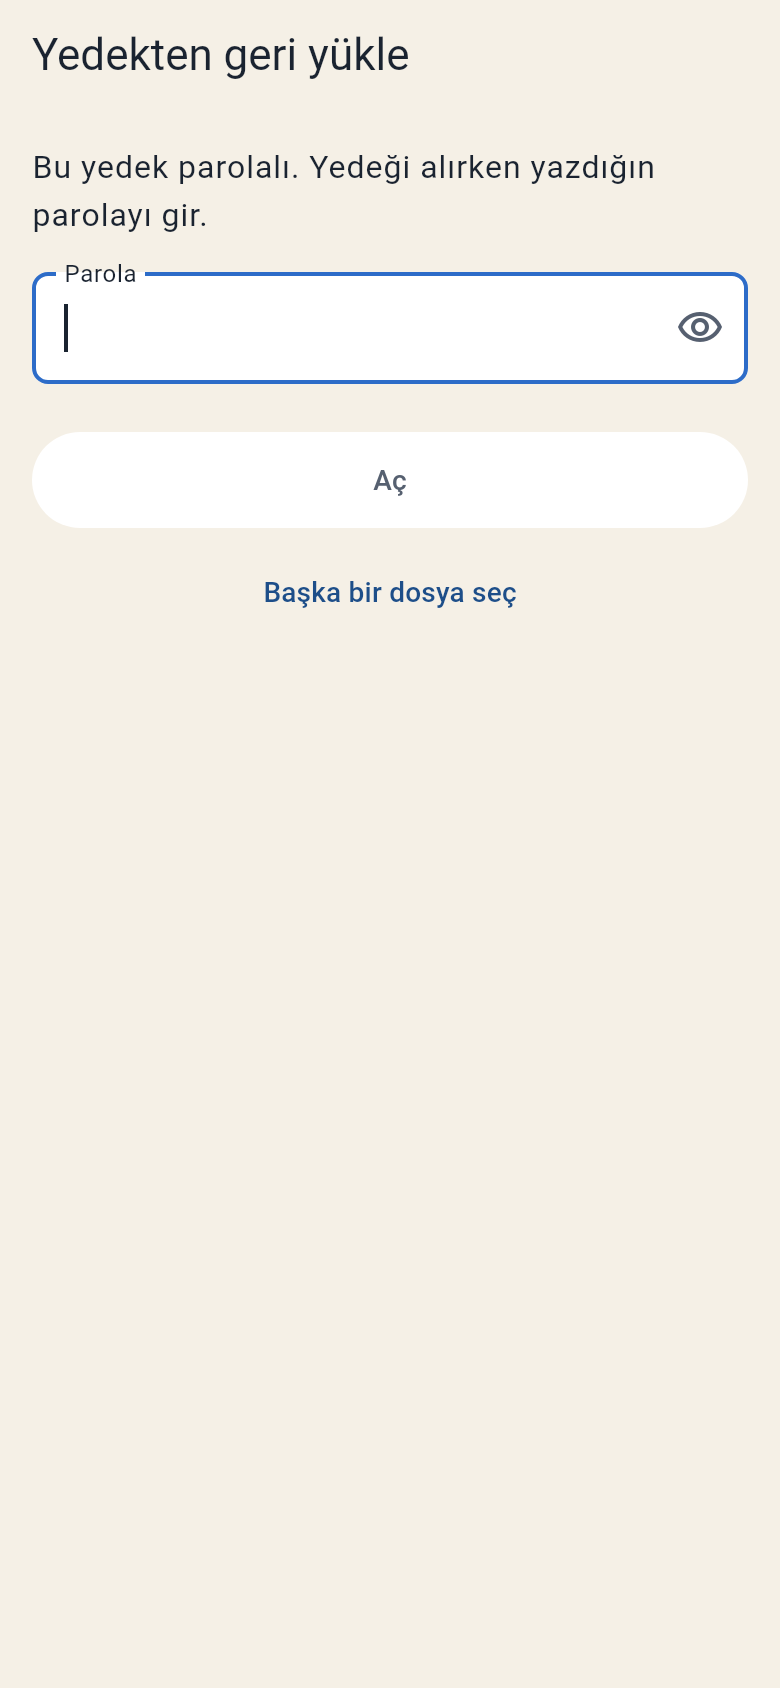 Yedekten geri yükle
Bu yedek parolalı. Yedeği alırken yazdığın
parolayı gir.
Parola
Aç
Başka bir dosya seç